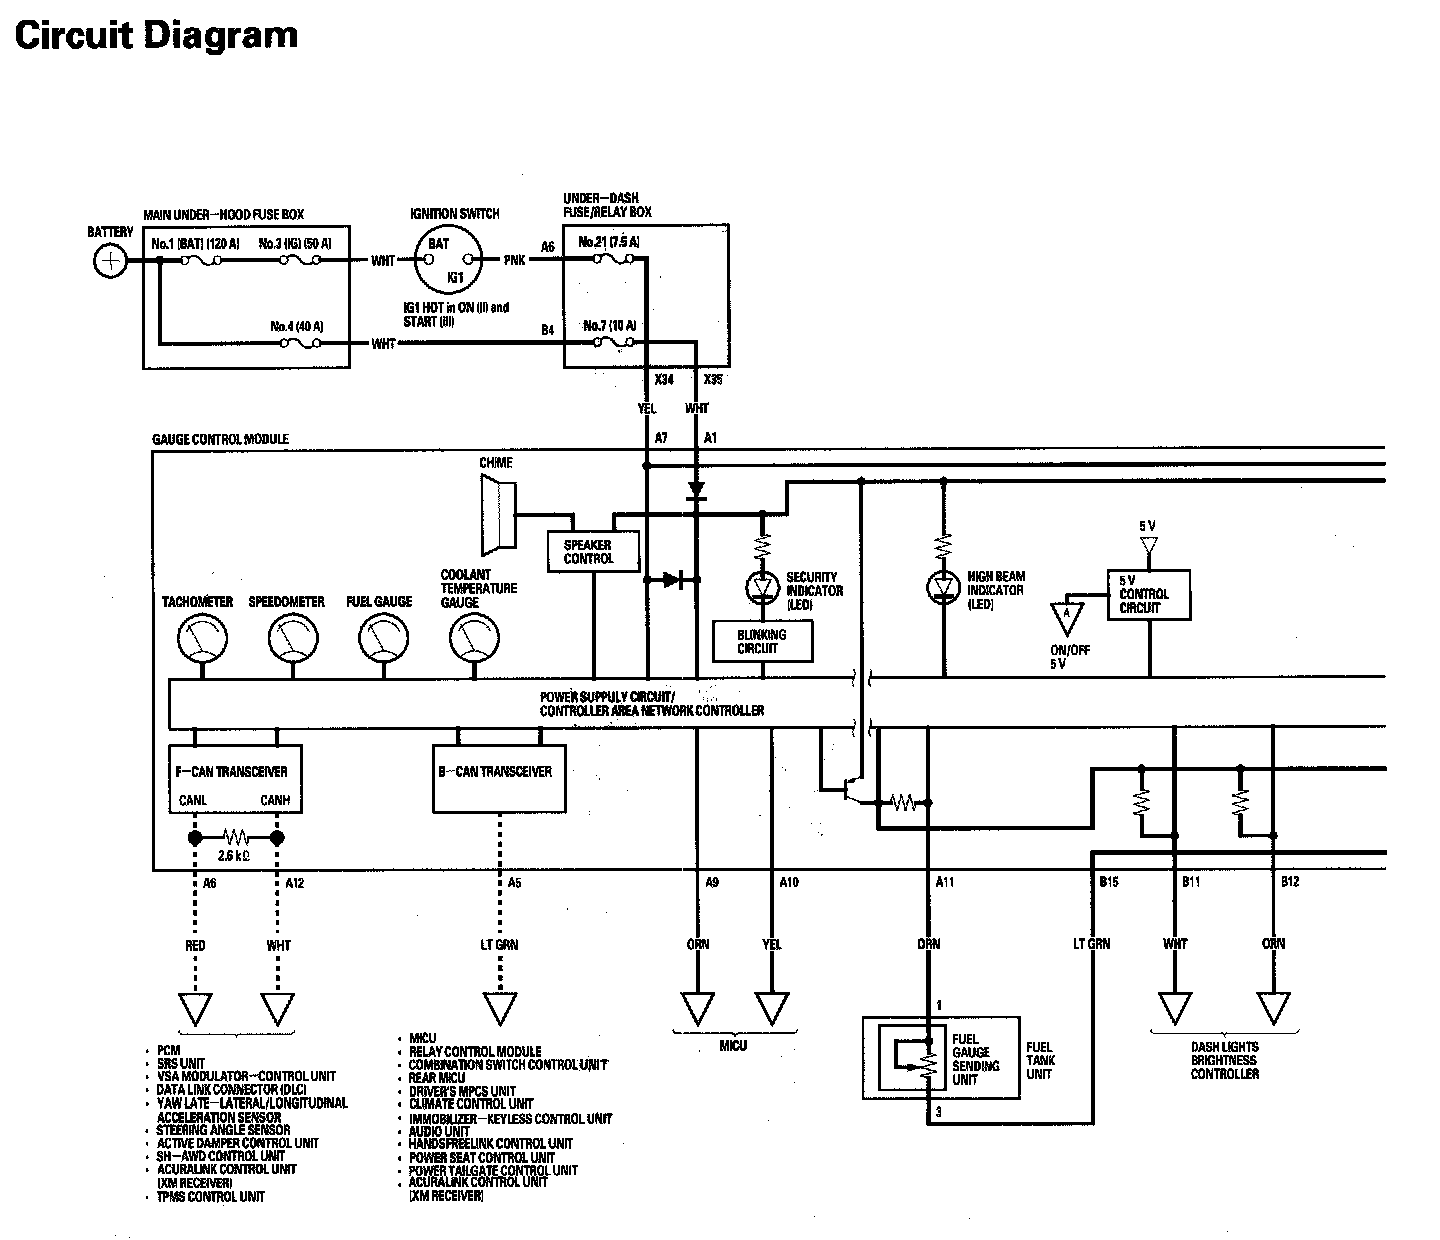 Circuit Diagram
UNDER-DASH
FUSE/RELAY BOX
MAIN UNDER-HOOD FUSE BOX
IGNITION SWITCH
BATTERY
No.1 (BAT) (120 A)
No.3 (IG) (50 A)
BAT
A6
No.21 (7.5 A)
WHT
PNK
IG1
IG1 HOT in ON (II) and
START (III)
No.4 (40 A)
B4
No.7 (10 A)
WHT
X34
X35
YEL
WHT
GAUGE CONTROL MODULE
A7
A1
CHIME
5 V
SPEAKER
CONTROL
COOLANT
TEMPERATURE
GAUGE
SECURITY
INDICATOR
(LED)
HIGH BEAM
INDICATOR
(LED)
5 V
CONTROL
CIRCUIT
A
ON/OFF
5 V
TACHOMETER
SPEEDOMETER
FUEL GAUGE
BLINKING
CIRCUIT
POWER SUPPLY CIRCUIT/
CONTROLLER AREA NETWORK CONTROLLER
F-CAN TRANSCEIVER
B-CAN TRANSCEIVER
CANL
CANH
2.6 kΩ
A6
A12
A5
A9
A10
A11
B15
B11
B12
RED
WHT
LT GRN
ORN
YEL
ORN
LT GRN
WHT
ORN
1
FUEL
GAUGE
SENDING
UNIT
FUEL
TANK
UNIT
3
MICU
DASH LIGHTS
BRIGHTNESS
CONTROLLER
• PCM
• SRS UNIT
• VSA MODULATOR-CONTROL UNIT
• DATA LINK CONNECTOR (DLC)
• YAW LATE-LATERAL/LONGITUDINAL
ACCELERATION SENSOR
• STEERING ANGLE SENSOR
• ACTIVE DAMPER CONTROL UNIT
• SH-AWD CONTROL UNIT
• ACURALINK CONTROL UNIT
(XM RECEIVER)
• TPMS CONTROL UNIT
• MICU
• RELAY CONTROL MODULE
• COMBINATION SWITCH CONTROL UNIT
• REAR MICU
• DRIVER'S MPCS UNIT
• CLIMATE CONTROL UNIT
• IMMOBILIZER-KEYLESS CONTROL UNIT
• AUDIO UNIT
• HANDSFREELINK CONTROL UNIT
• POWER SEAT CONTROL UNIT
• POWER TAILGATE CONTROL UNIT
• ACURALINK CONTROL UNIT
(XM RECEIVER)